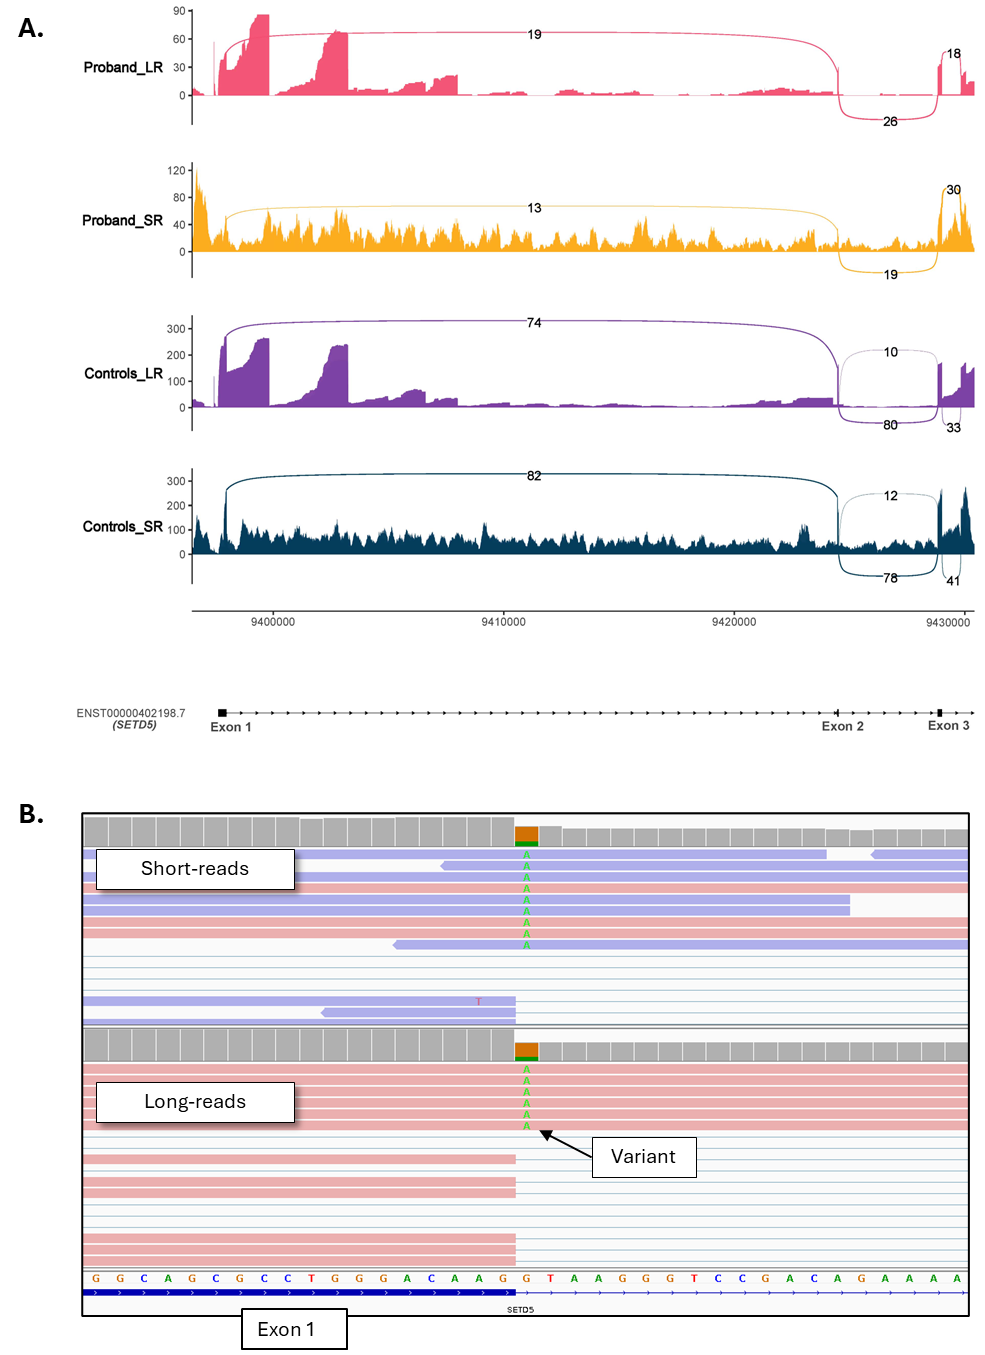 A.
90
60
30
0
Proband_LR
19
18
26
120
80
40
0
Proband_SR
13
30
19
300
200
100
0
Controls_LR
74
10
80
33
300
200
100
0
Controls_SR
82
12
78
41
9400000
9410000
9420000
9430000
ENST00000402198.7
(SETD5)
Exon 1
Exon 2
Exon 3
B.
Short-reads
A
A
A
A
A
A
A
A
A
T
Long-reads
A
A
A
A
A
A
Variant
G G C A G C G C C T G G G A C A A G G T A A G G G T C C G A C A G A A A A
SETD5
Exon 1